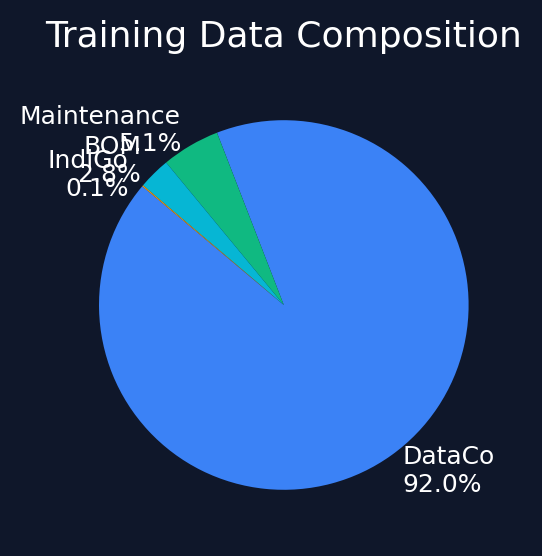 Training Data Composition
Maintenance
5.1%
BOM
2.8%
IndiGo
0.1%
DataCo
92.0%